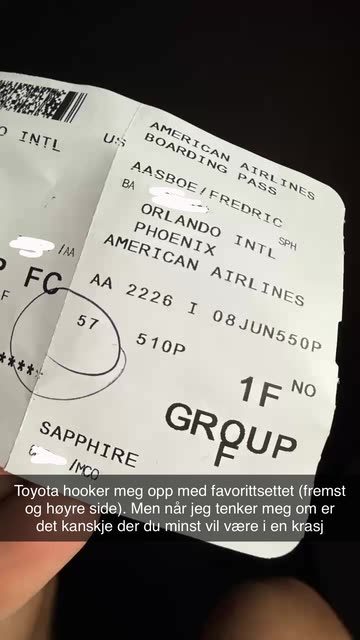 O INTL
US
/AA
FC
F
57
****
AMERICAN AIRLINES
BOARDING PASS
AASBOE/FREDRIC
BA
ORLANDO INTL SPH
PHOENIX
AMERICAN AIRLINES
AA 2226 I 08JUN550P
510P
1F NO
GROUP
F
SAPPHIRE
/MCO
Toyota hooker meg opp med favorittsettet (fremst
og høyre side). Men når jeg tenker meg om er
det kanskje der du minst vil være i en krasj